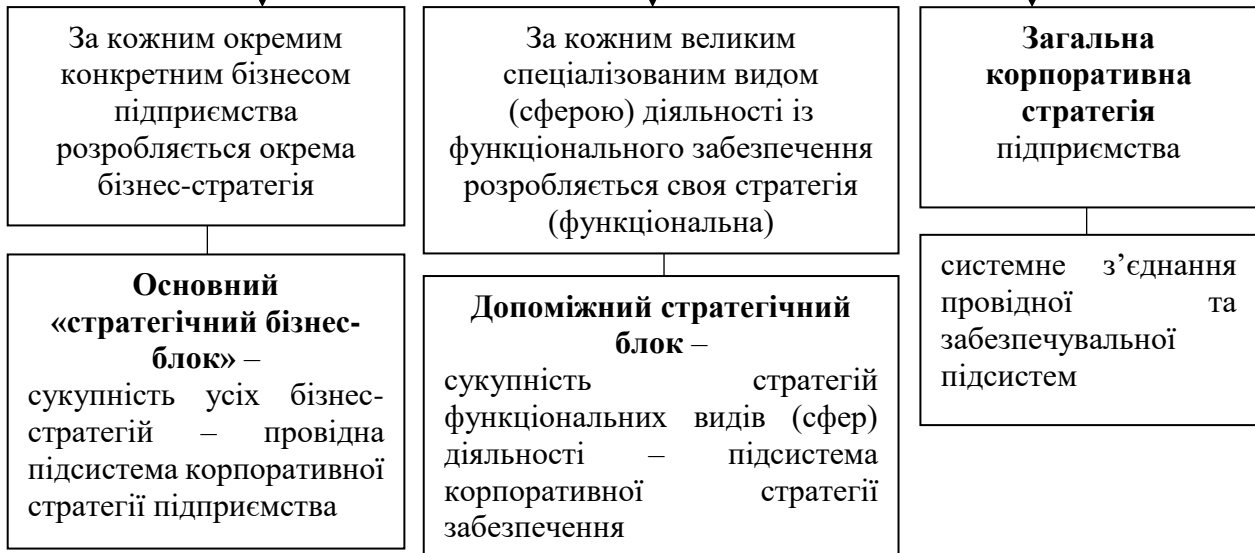 За кожним окремим
конкретним бізнесом
підприємства
розробляється окрема
бізнес-стратегія
Основний
«стратегічний бізнес-
блок» –
сукупність усіх бізнес-
стратегій – провідна
підсистема корпоративної
стратегії підприємства
За кожним великим
спеціалізованим видом
(сферою) діяльності із
функціонального забезпечення
розробляється своя стратегія
(функціональна)
Допоміжний стратегічний
блок –
сукупність стратегій
функціональних видів (сфер)
діяльності – підсистема
корпоративної стратегії
забезпечення
Загальна
корпоративна
стратегія
підприємства
системне з’єднання
провідної та
забезпечувальної
підсистем